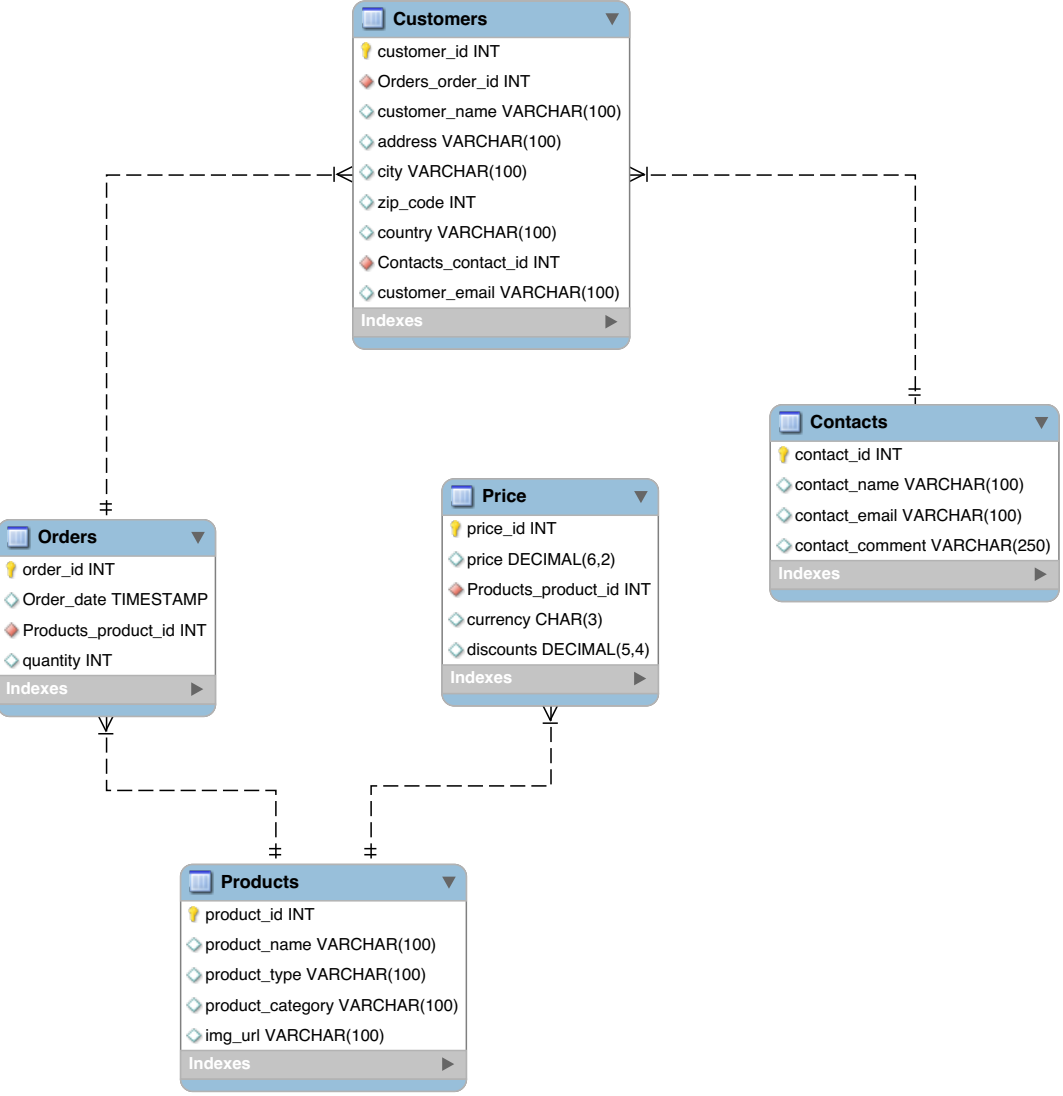 Customers
customer_id INT
Orders_order_id INT
customer_name VARCHAR(100)
address VARCHAR(100)
city VARCHAR(100)
zip_code INT
country VARCHAR(100)
Contacts_contact_id INT
customer_email VARCHAR(100)
Indexes
Contacts
contact_id INT
contact_name VARCHAR(100)
contact_email VARCHAR(100)
contact_comment VARCHAR(250)
Indexes
Price
price_id INT
price DECIMAL(6,2)
Products_product_id INT
currency CHAR(3)
discounts DECIMAL(5,4)
Indexes
Orders
order_id INT
Order_date TIMESTAMP
Products_product_id INT
quantity INT
Indexes
Products
product_id INT
product_name VARCHAR(100)
product_type VARCHAR(100)
product_category VARCHAR(100)
img_url VARCHAR(100)
Indexes